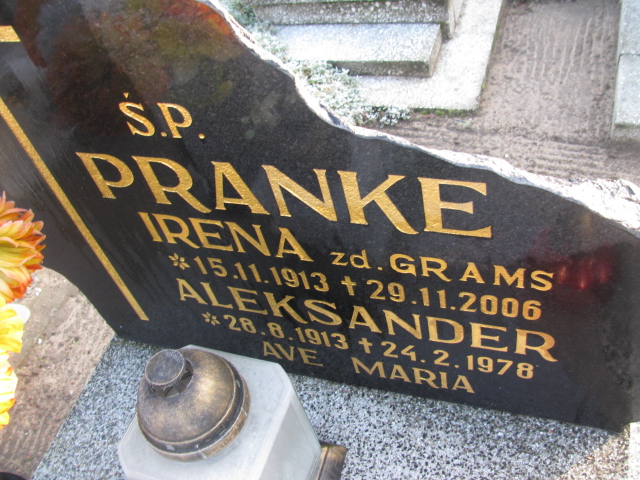 Ś.P.
PRANKE
IRENA zd. GRAMS
* 15.11.1913 † 29.11.2006
ALEKSANDER
* 28.8.1913 † 24.2.1978
AVE MARIA